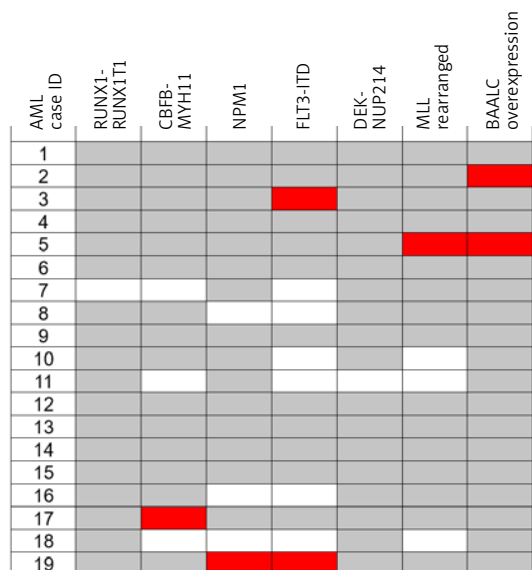 AML
case ID
RUNX1-
RUNX1T1
CBFB-
MYH11
NPM1
FLT3-ITD
DEK-
NUP214
MLL
rearranged
BAALC
overexpression
1
2
3
4
5
6
7
8
9
10
11
12
13
14
15
16
17
18
19